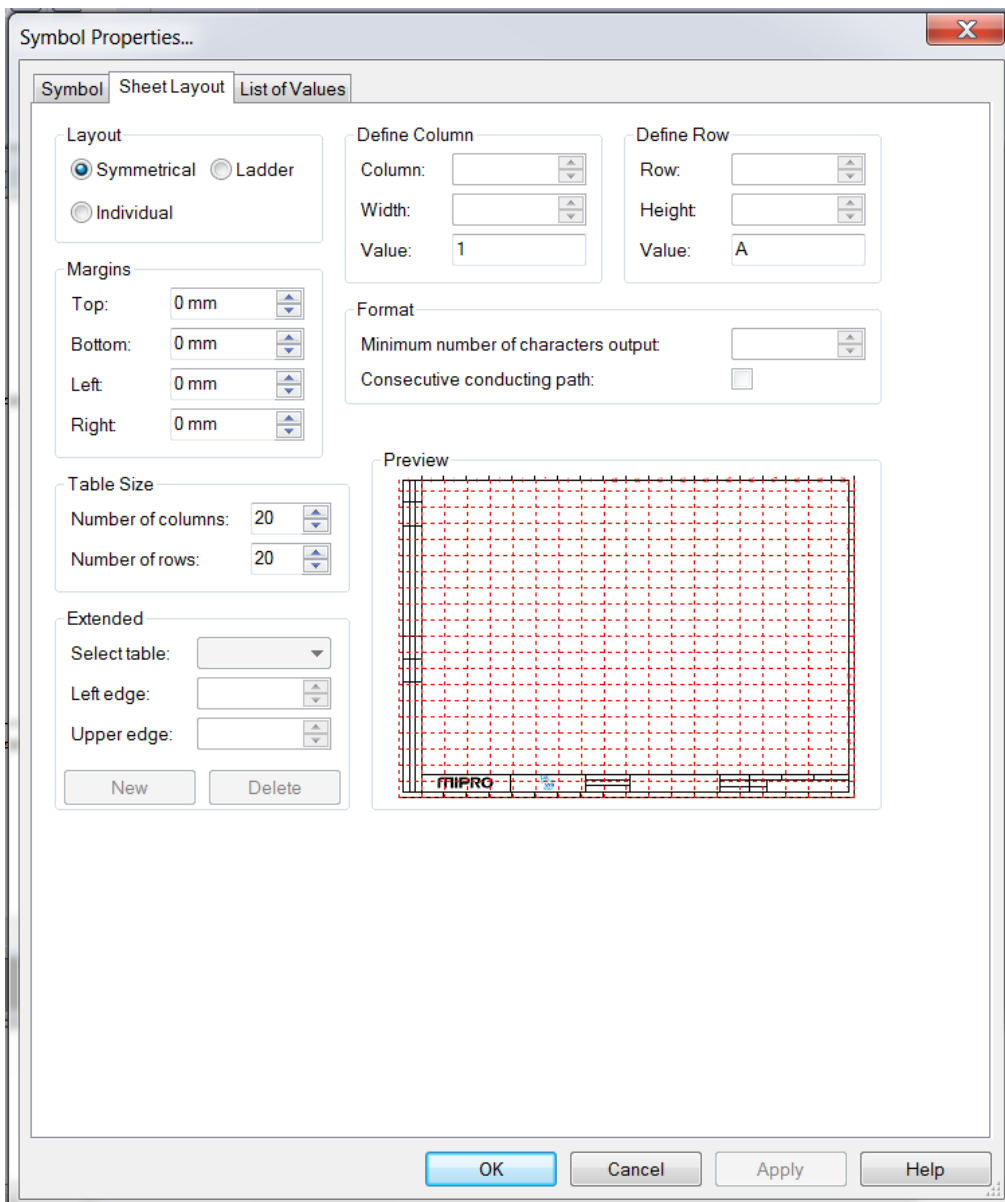 Symbol Properties...
Symbol
Sheet Layout
List of Values
Layout
Symmetrical
Ladder
Individual
Margins
Top: 0 mm
Bottom: 0 mm
Left: 0 mm
Right: 0 mm
Table Size
Number of columns: 20
Number of rows: 20
Extended
Select table:
Left edge:
Upper edge:
New
Delete
Define Column
Column:
Width:
Value: 1
Define Row
Row:
Height:
Value: A
Format
Minimum number of characters output:
Consecutive conducting path:
Preview
MIPRO
OK
Cancel
Apply
Help